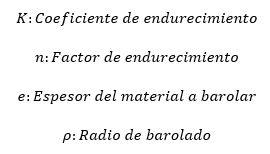 K: Coeficiente de endurecimiento
n: Factor de endurecimiento
e: Espesor del material a barolar
ρ: Radio de barolado